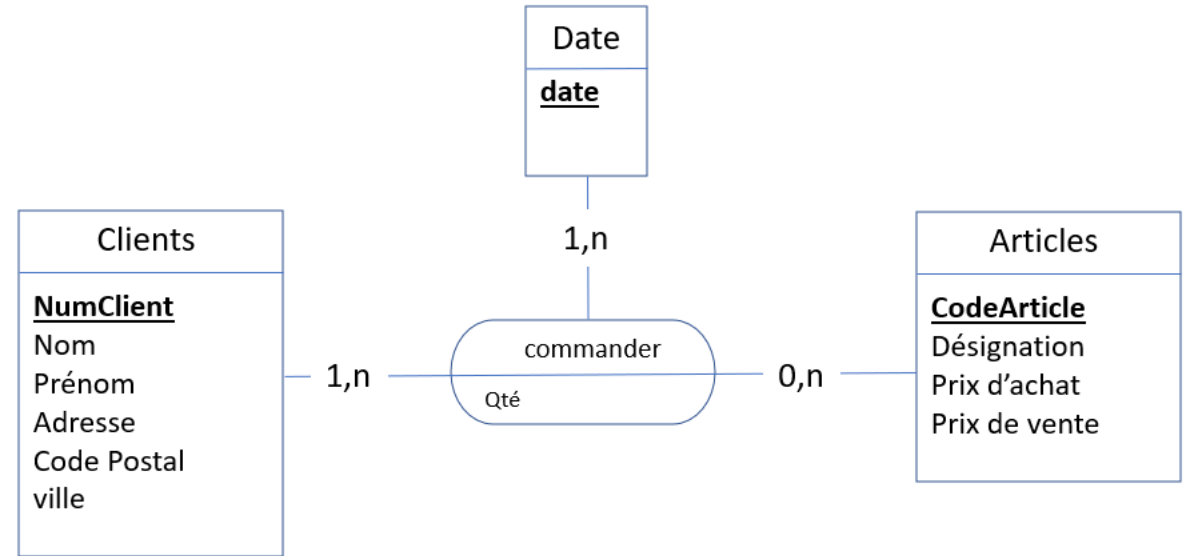 Date
date
1,n
Clients
NumClient
Nom
Prénom
Adresse
Code Postal
ville
1,n
commander
Qté
0,n
Articles
CodeArticle
Désignation
Prix d’achat
Prix de vente